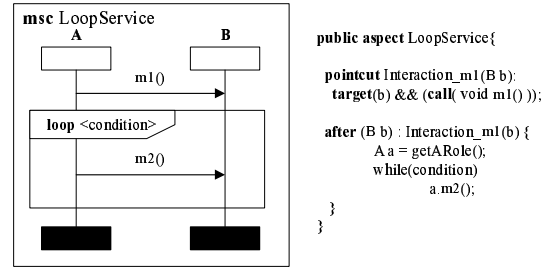 msc LoopService
A
B
m1()
loop <condition>
m2()
public aspect LoopService{
pointcut Interaction_m1(B b):
target(b) && (call( void m1() ));
after (B b) : Interaction_m1(b) {
A a = getARole();
while(condition)
a.m2();
}
}